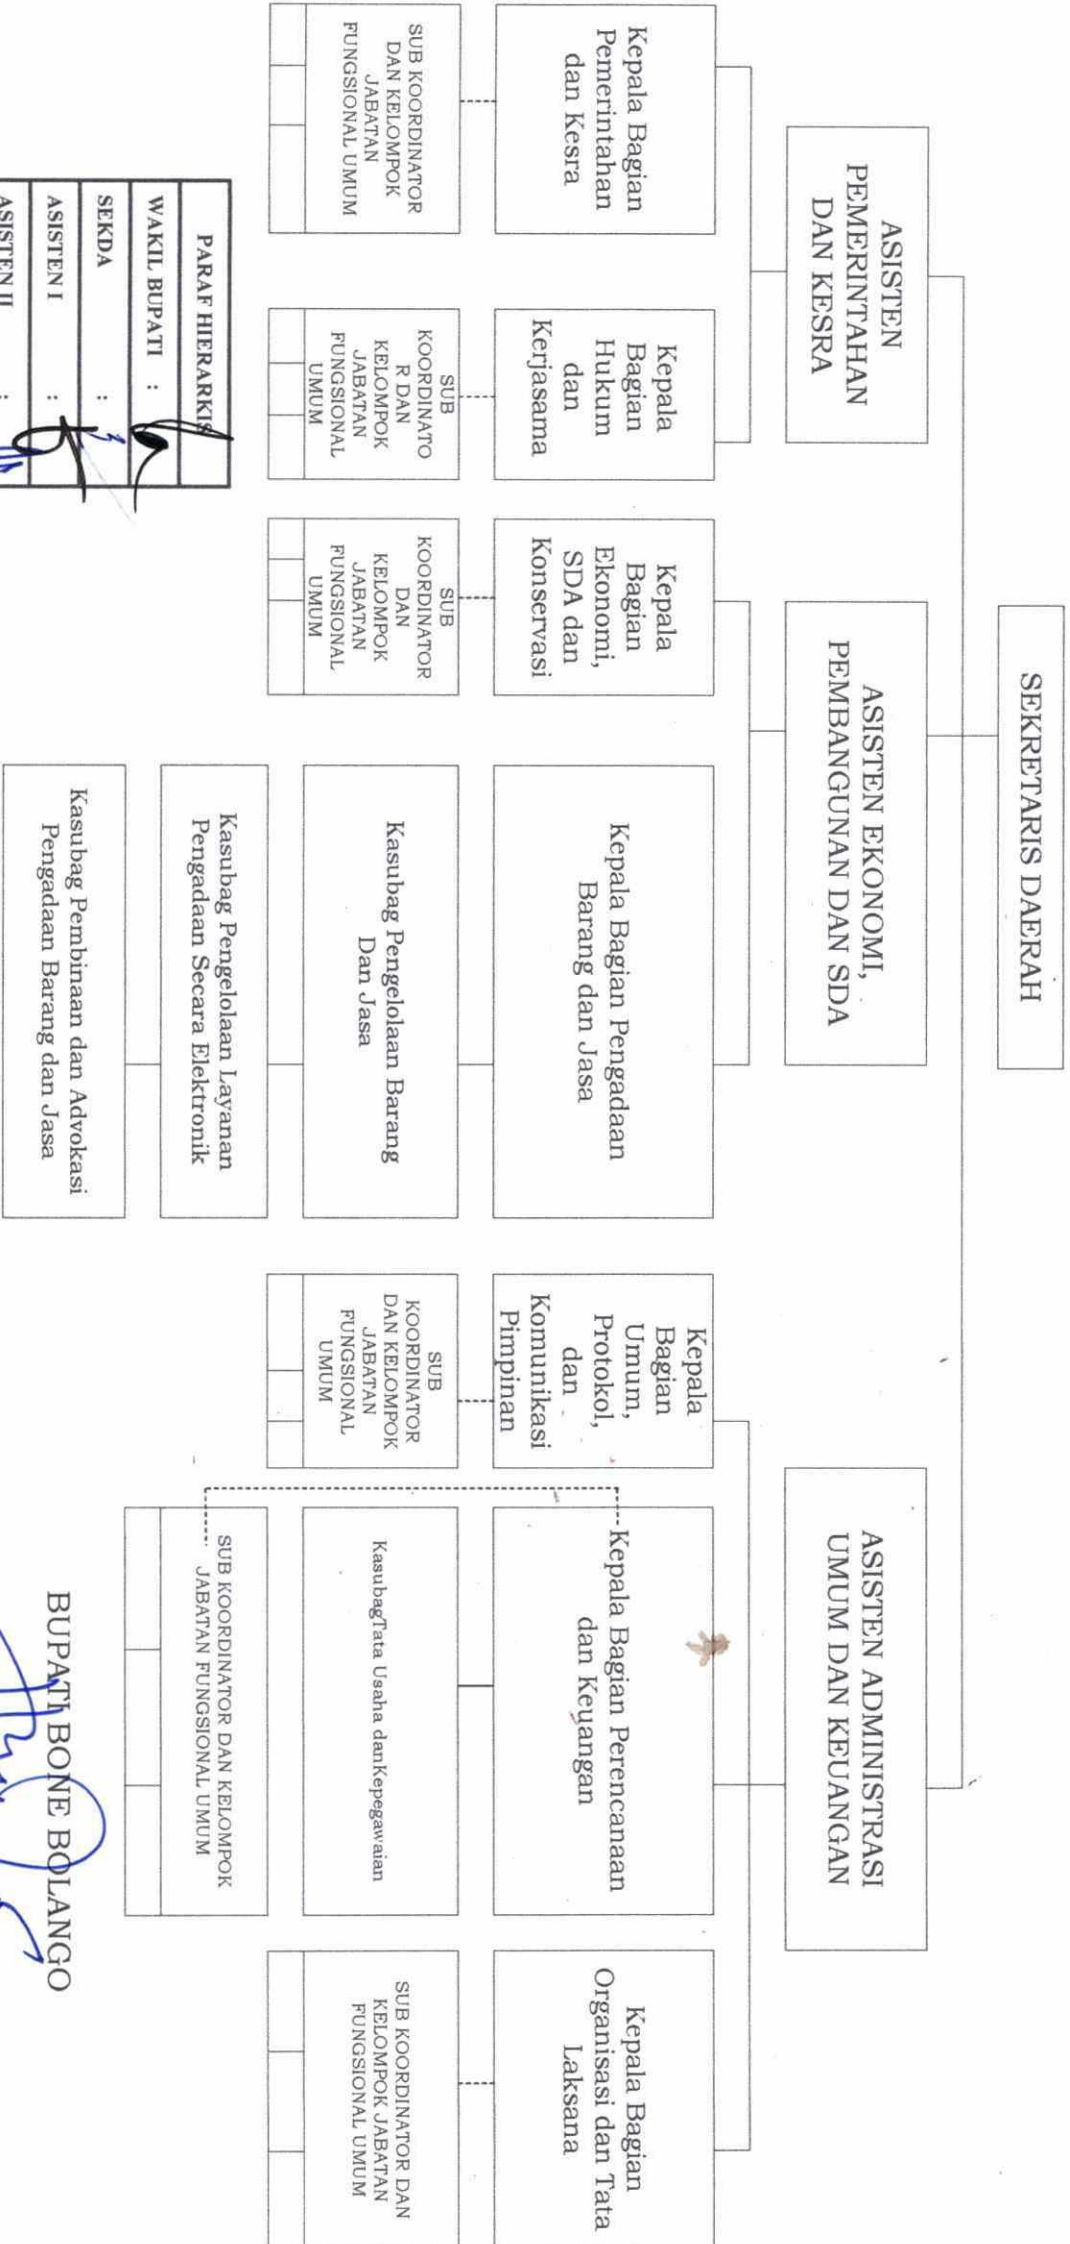 SEKRETARIS DAERAH
ASISTEN
PEMERINTAHAN
DAN KESRA
ASISTEN EKONOMI,
PEMBANGUNAN DAN SDA
ASISTEN ADMINISTRASI
UMUM DAN KEUANGAN
Kepala Bagian
Pemerintahan
dan Kesra
Kepala
Bagian
Hukum
dan
Kerjasama
Kepala
Bagian
Ekonomi,
SDA dan
Konservasi
Kepala Bagian Pengadaan
Barang dan Jasa
Kepala
Bagian
Umum,
Protokol,
dan
Komunikasi
Pimpinan
Kepala Bagian Perencanaan
dan Keuangan
Kepala Bagian
Organisasi dan Tata
Laksana
SUB KOORDINATOR
DAN KELOMPOK
JABATAN
FUNGSIONAL UMUM
SUB
KOORDINATO
R DAN
KELOMPOK
JABATAN
FUNGSIONAL
UMUM
SUB
KOORDINATOR
DAN
KELOMPOK
JABATAN
FUNGSIONAL
UMUM
Kasubag Pengelolaan Barang
Dan Jasa
SUB
KOORDINATOR
DAN KELOMPOK
JABATAN
FUNGSIONAL
UMUM
KasubagTata Usaha danKepegawaian
SUB KOORDINATOR DAN
KELOMPOK JABATAN
FUNGSIONAL UMUM
Kasubag Pengelolaan Layanan
Pengadaan Secara Elektronik
SUB KOORDINATOR DAN KELOMPOK
JABATAN FUNGSIONAL UMUM
Kasubag Pembinaan dan Advokasi
Pengadaan Barang dan Jasa
PARAF HIERARKIS
WAKIL BUPATI :
SEKDA :
ASISTEN I :
ASISTEN II :
BUPATI BONE BOLANGO